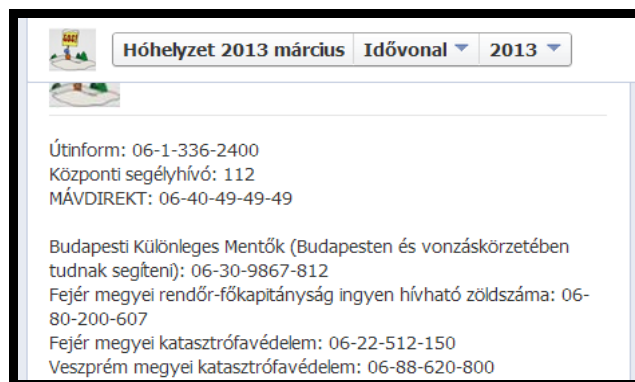 Hóhelyzet 2013 március Idővonal 2013
Útinform: 06-1-336-2400
Központi segélyhívó: 112
MÁVDIREKT: 06-40-49-49-49
Budapesti Különleges Mentők (Budapesten és vonzáskörzetében
tudnak segíteni): 06-30-9867-812
Fejér megyei rendőr-főkapitányság ingyen hívható zöldszáma: 06-
80-200-607
Fejér megyei katasztrófavédelem: 06-22-512-150
Veszprém megyei katasztrófavédelem: 06-88-620-800